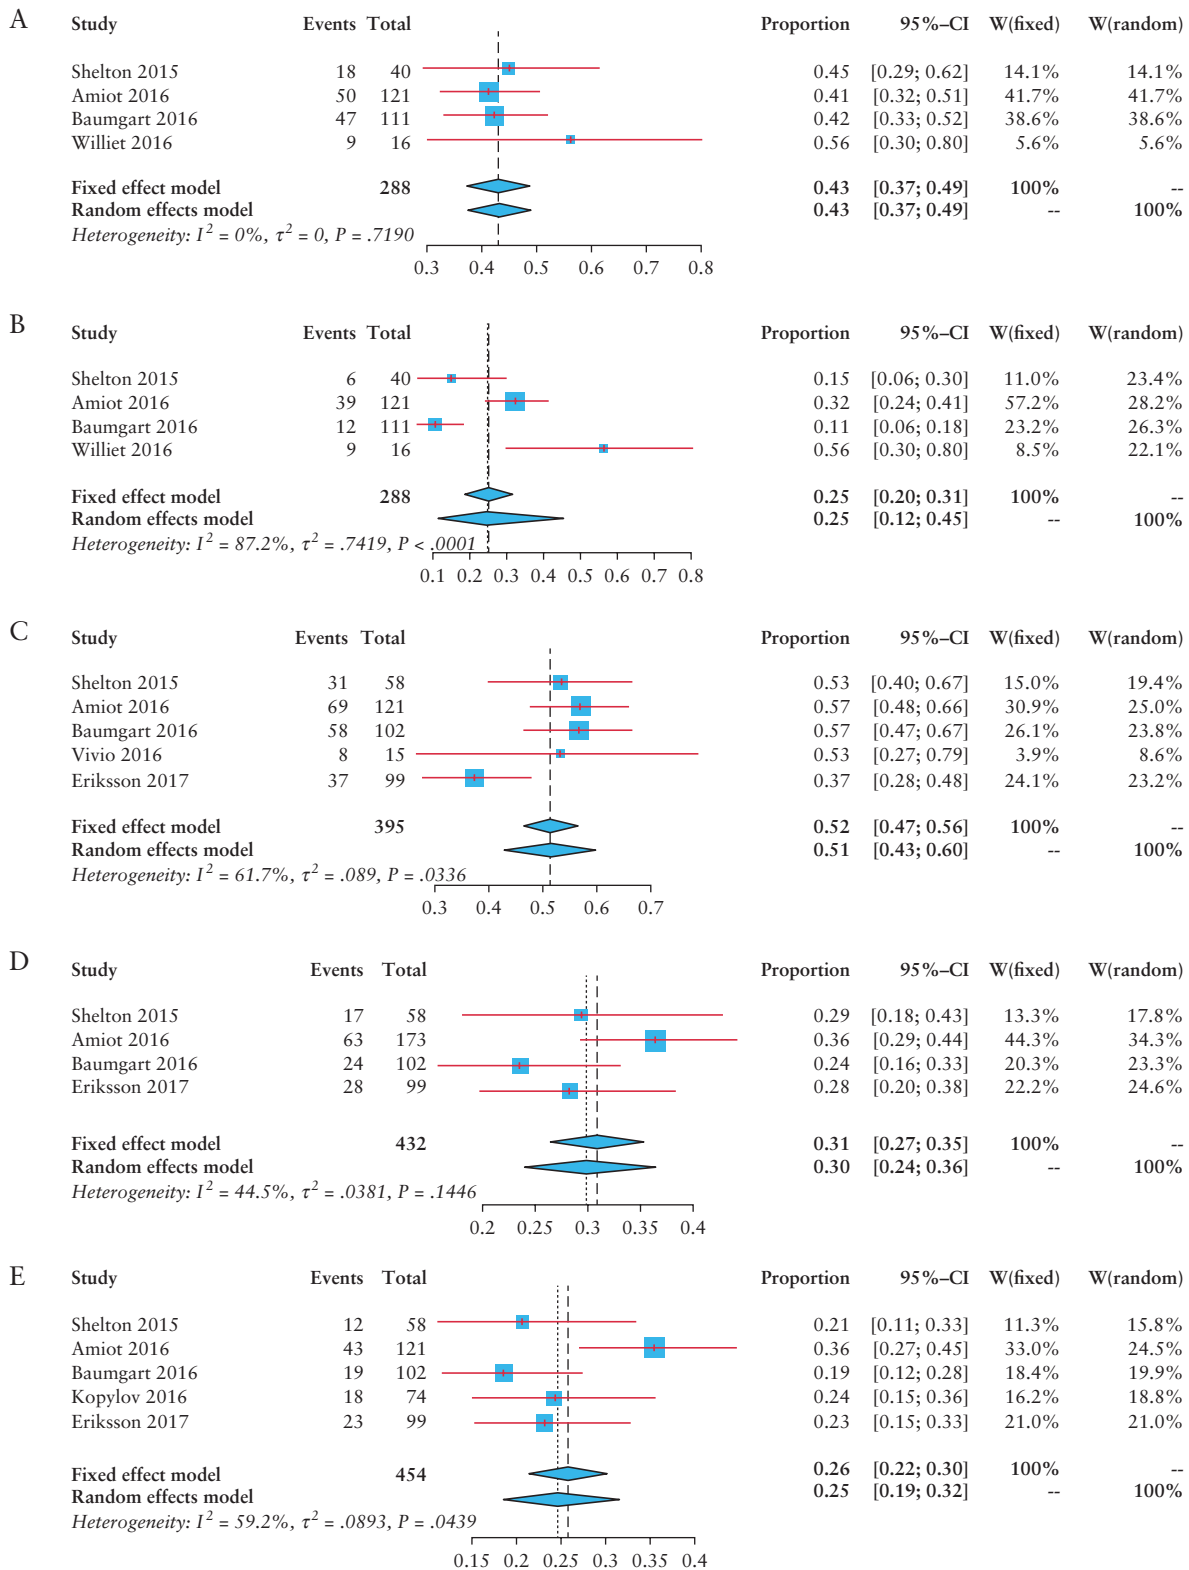 A Study Events Total Proportion 95%–CI W(fixed) W(random)
Shelton 2015 18 40 0.45 [0.29; 0.62] 14.1% 14.1%
Amiot 2016 50 121 0.41 [0.32; 0.51] 41.7% 41.7%
Baumgart 2016 47 111 0.42 [0.33; 0.52] 38.6% 38.6%
Williet 2016 9 16 0.56 [0.30; 0.80] 5.6% 5.6%
Fixed effect model 288 0.43 [0.37; 0.49] 100% --
Random effects model 0.43 [0.37; 0.49] -- 100%
Heterogeneity: I² = 0%, τ² = 0, P = .7190
0.3 0.4 0.5 0.6 0.7 0.8
B Study Events Total Proportion 95%–CI W(fixed) W(random)
Shelton 2015 6 40 0.15 [0.06; 0.30] 11.0% 23.4%
Amiot 2016 39 121 0.32 [0.24; 0.41] 57.2% 28.2%
Baumgart 2016 12 111 0.11 [0.06; 0.18] 23.2% 26.3%
Williet 2016 9 16 0.56 [0.30; 0.80] 8.5% 22.1%
Fixed effect model 288 0.25 [0.20; 0.31] 100% --
Random effects model 0.25 [0.12; 0.45] -- 100%
Heterogeneity: I² = 87.2%, τ² = .7419, P < .0001
0.1 0.2 0.3 0.4 0.5 0.6 0.7 0.8
C Study Events Total Proportion 95%–CI W(fixed) W(random)
Shelton 2015 31 58 0.53 [0.40; 0.67] 15.0% 19.4%
Amiot 2016 69 121 0.57 [0.48; 0.66] 30.9% 25.0%
Baumgart 2016 58 102 0.57 [0.47; 0.67] 26.1% 23.8%
Vivio 2016 8 15 0.53 [0.27; 0.79] 3.9% 8.6%
Eriksson 2017 37 99 0.37 [0.28; 0.48] 24.1% 23.2%
Fixed effect model 395 0.52 [0.47; 0.56] 100% --
Random effects model 0.51 [0.43; 0.60] -- 100%
Heterogeneity: I² = 61.7%, τ² = .089, P = .0336
0.3 0.4 0.5 0.6 0.7
D Study Events Total Proportion 95%–CI W(fixed) W(random)
Shelton 2015 17 58 0.29 [0.18; 0.43] 13.3% 17.8%
Amiot 2016 63 173 0.36 [0.29; 0.44] 44.3% 34.3%
Baumgart 2016 24 102 0.24 [0.16; 0.33] 20.3% 23.3%
Eriksson 2017 28 99 0.28 [0.20; 0.38] 22.2% 24.6%
Fixed effect model 432 0.31 [0.27; 0.35] 100% --
Random effects model 0.30 [0.24; 0.36] -- 100%
Heterogeneity: I² = 44.5%, τ² = .0381, P = .1446
0.2 0.25 0.3 0.35 0.4
E Study Events Total Proportion 95%–CI W(fixed) W(random)
Shelton 2015 12 58 0.21 [0.11; 0.33] 11.3% 15.8%
Amiot 2016 43 121 0.36 [0.27; 0.45] 33.0% 24.5%
Baumgart 2016 19 102 0.19 [0.12; 0.28] 18.4% 19.9%
Kopylov 2016 18 74 0.24 [0.15; 0.36] 16.2% 18.8%
Eriksson 2017 23 99 0.23 [0.15; 0.33] 21.0% 21.0%
Fixed effect model 454 0.26 [0.22; 0.30] 100% --
Random effects model 0.25 [0.19; 0.32] -- 100%
Heterogeneity: I² = 59.2%, τ² = .0893, P = .0439
0.15 0.2 0.25 0.3 0.35 0.4